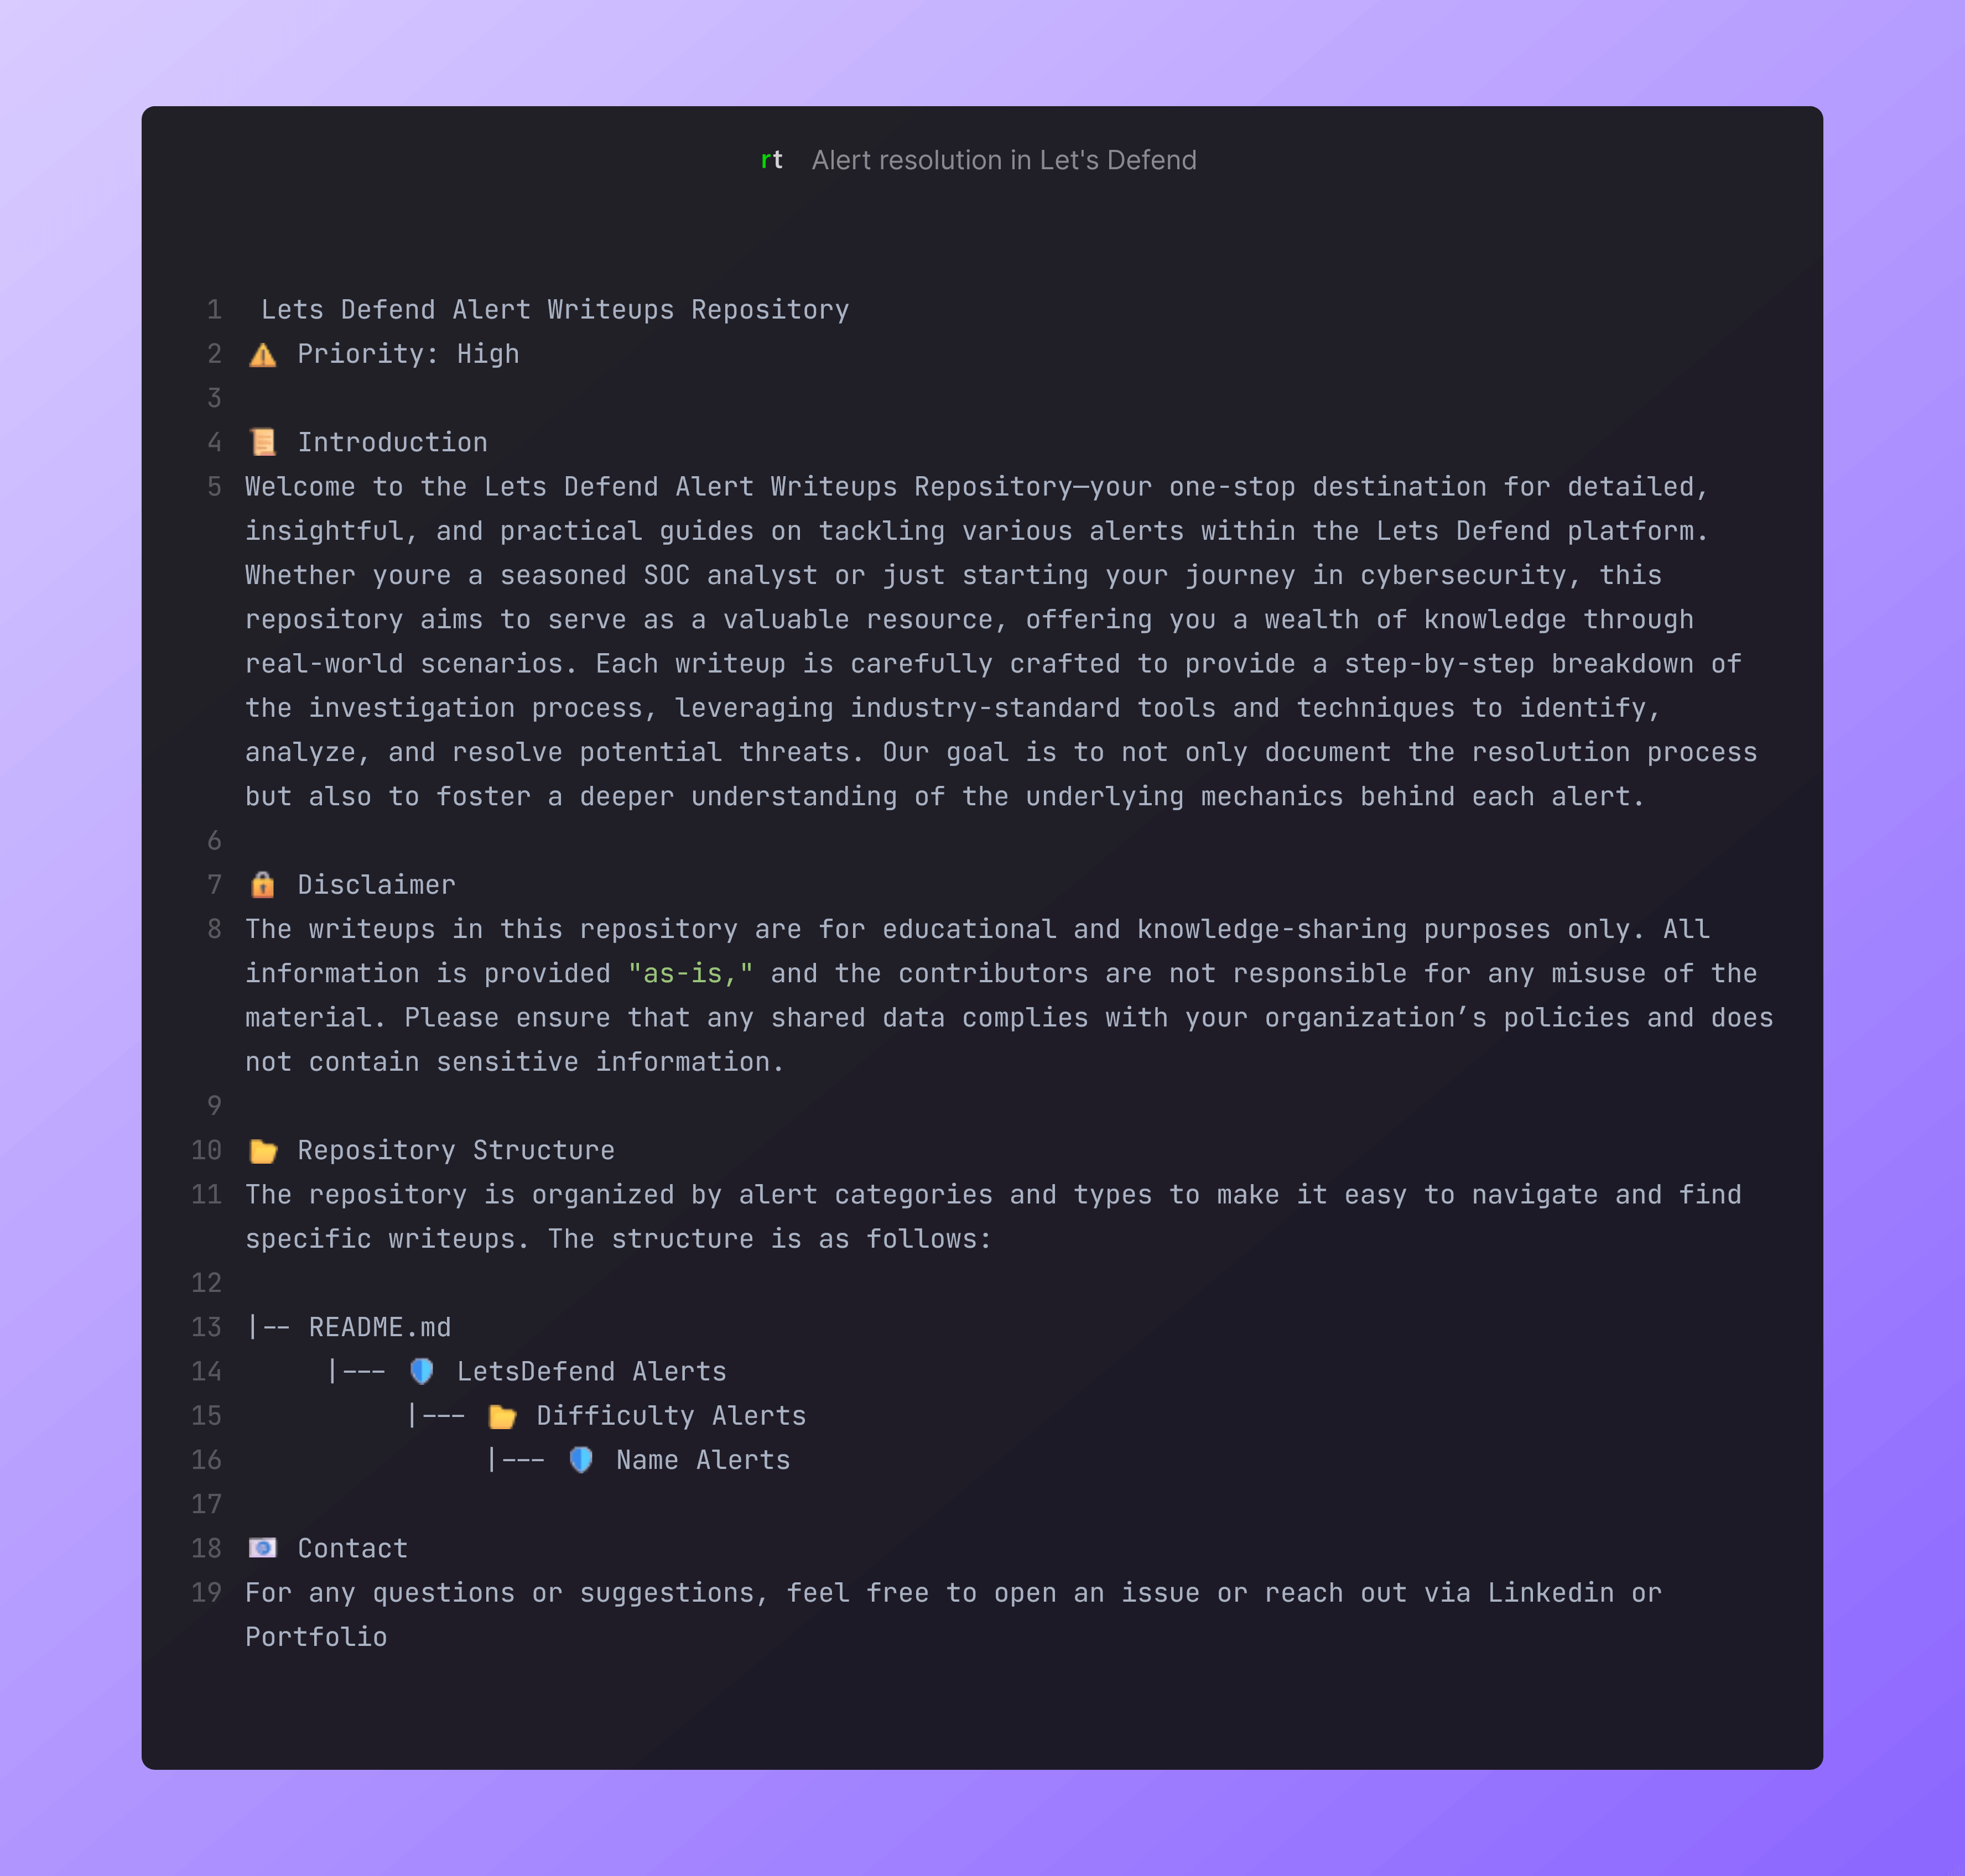 rt Alert resolution in Let's Defend
1 Lets Defend Alert Writeups Repository
2 ⚠️ Priority: High
3
4 📜 Introduction
5 Welcome to the Lets Defend Alert Writeups Repository—your one-stop destination for detailed,
insightful, and practical guides on tackling various alerts within the Lets Defend platform.
Whether youre a seasoned SOC analyst or just starting your journey in cybersecurity, this
repository aims to serve as a valuable resource, offering you a wealth of knowledge through
real-world scenarios. Each writeup is carefully crafted to provide a step-by-step breakdown of
the investigation process, leveraging industry-standard tools and techniques to identify,
analyze, and resolve potential threats. Our goal is to not only document the resolution process
but also to foster a deeper understanding of the underlying mechanics behind each alert.
6
7 🔒 Disclaimer
8 The writeups in this repository are for educational and knowledge-sharing purposes only. All
information is provided "as-is," and the contributors are not responsible for any misuse of the
material. Please ensure that any shared data complies with your organization’s policies and does
not contain sensitive information.
9
10 📂 Repository Structure
11 The repository is organized by alert categories and types to make it easy to navigate and find
specific writeups. The structure is as follows:
12
13 |-- README.md
14 |--- 🛡️ LetsDefend Alerts
15 |--- 📂 Difficulty Alerts
16 |--- 🛡️ Name Alerts
17
18 📧 Contact
19 For any questions or suggestions, feel free to open an issue or reach out via Linkedin or
Portfolio